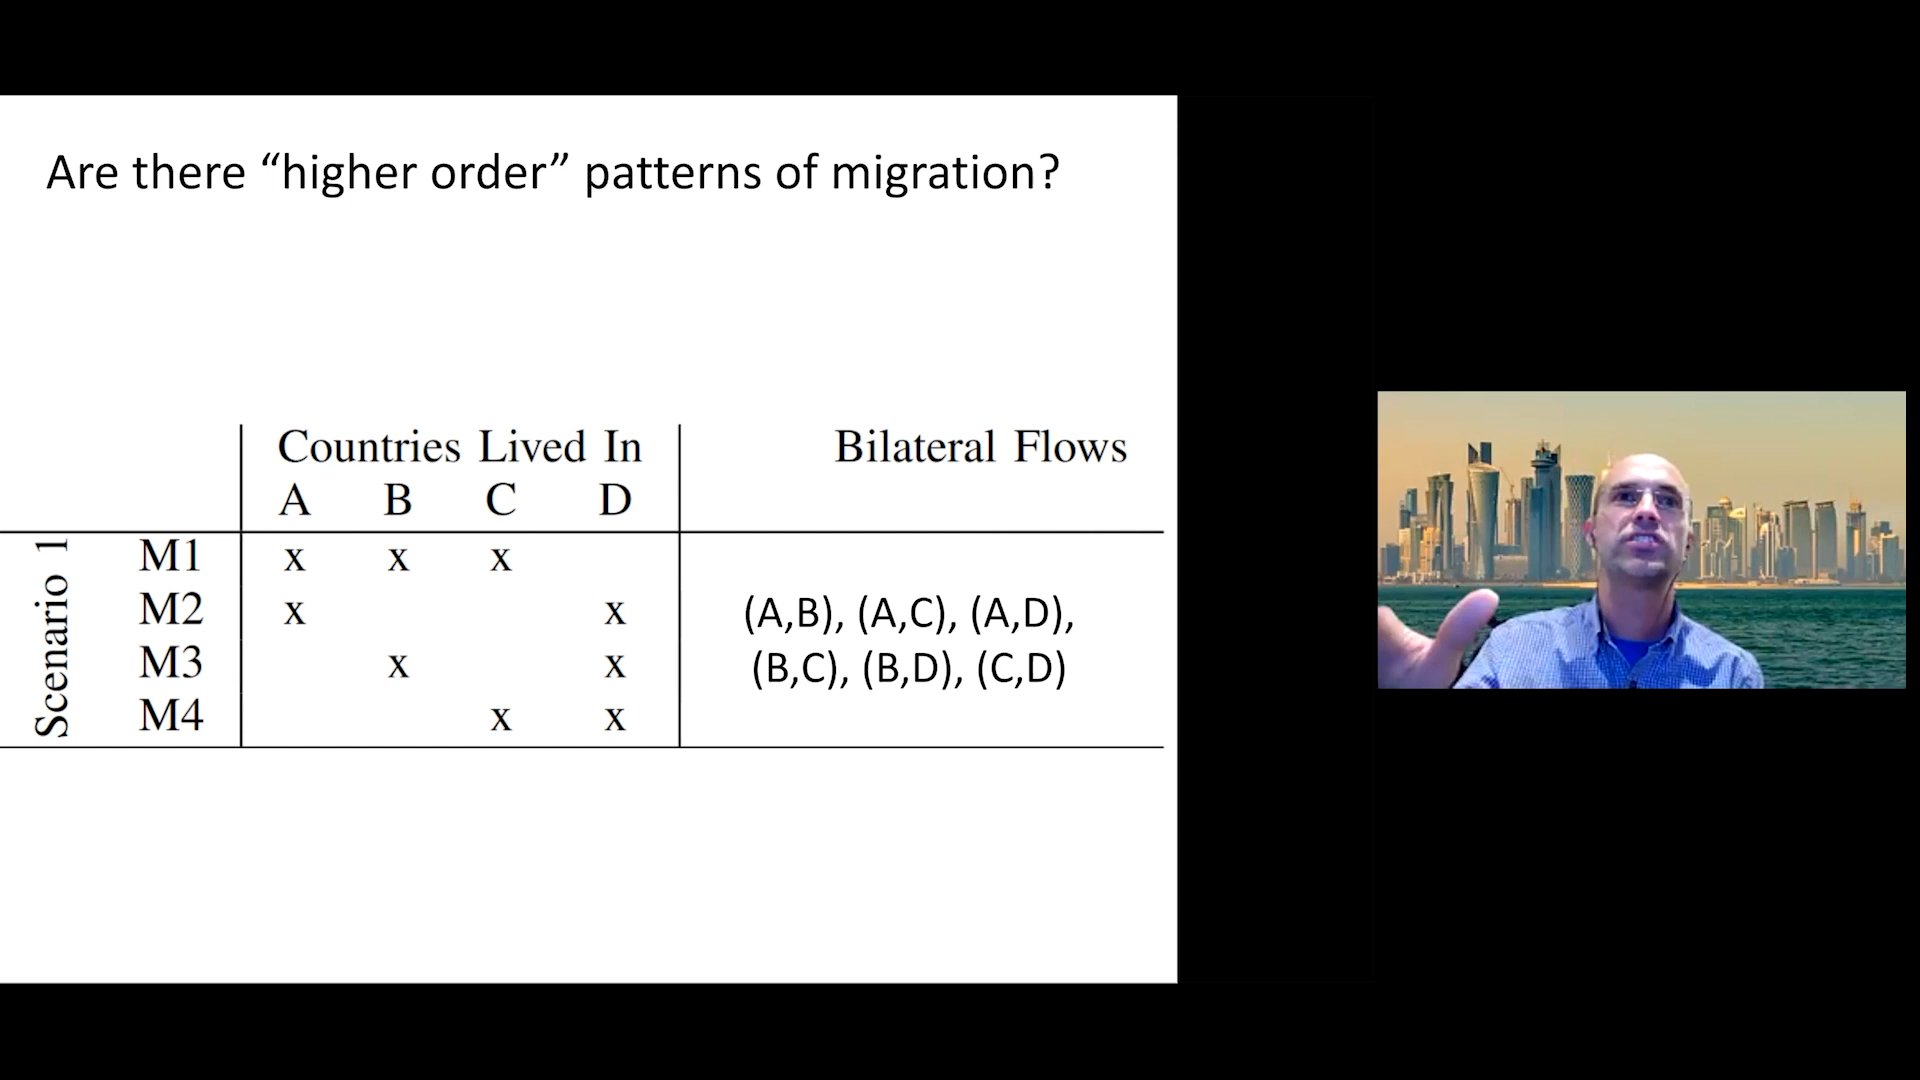 Are there “higher order” patterns of migration?
Countries Lived In Bilateral Flows
A B C D
Scenario 1
M1 x x x
M2 x x (A,B), (A,C), (A,D),
M3 x x (B,C), (B,D), (C,D)
M4 x x